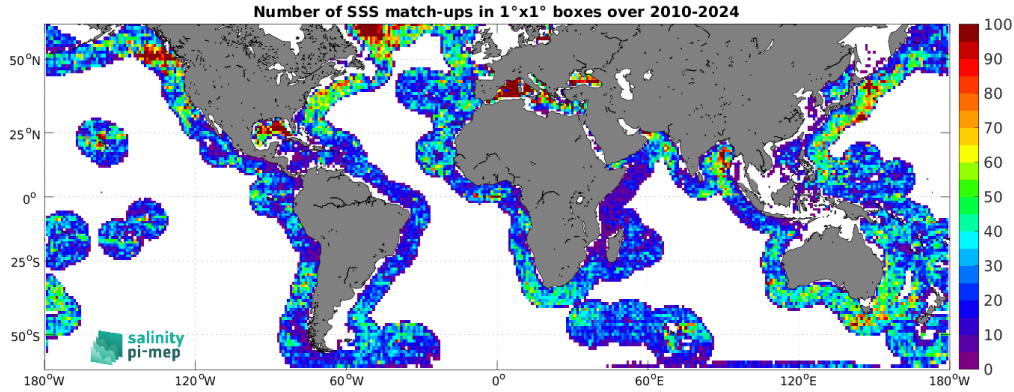 Number of SSS match-ups in 1°x1° boxes over 2010-2024
50°N
25°N
0°
25°S
50°S
180°W
120°W
60°W
0°
60°E
120°E
180°W
100
90
80
70
60
50
40
30
20
10
0
salinity
pi-mep